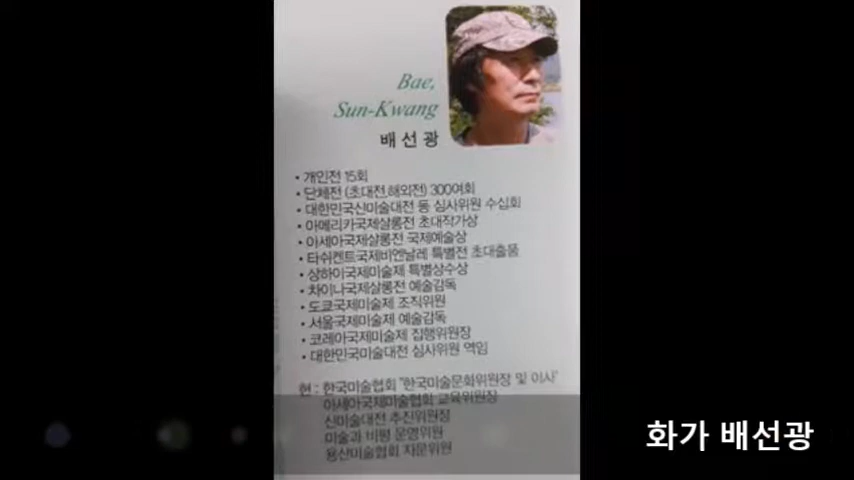 Bae,
Sun-Kwang
배선광
• 개인전 15회
• 단체전 (초대전,해외전) 300여회
• 대한민국신미술대전 등 심사위원 수십회
• 아메리카국제살롱전 초대작가상
• 아세아국제살롱전 국제예술상
• 타쉬켄트국제비엔날레 특별전 초대출품
• 상하이국제미술제 특별상수상
• 차이나국제살롱전 예술감독
• 도쿄국제미술제 조직위원
• 서울국제미술제 예술감독
• 코레아국제미술제 집행위원장
• 대한민국미술대전 심사위원 역임
현 : 한국미술협회 "한국미술문화위원장 및 이사"
아세아국제미술협회 교육위원장
신미술대전 추진위원장
미술과 비평 운영위원
용산미술협회 자문위원
화가 배선광